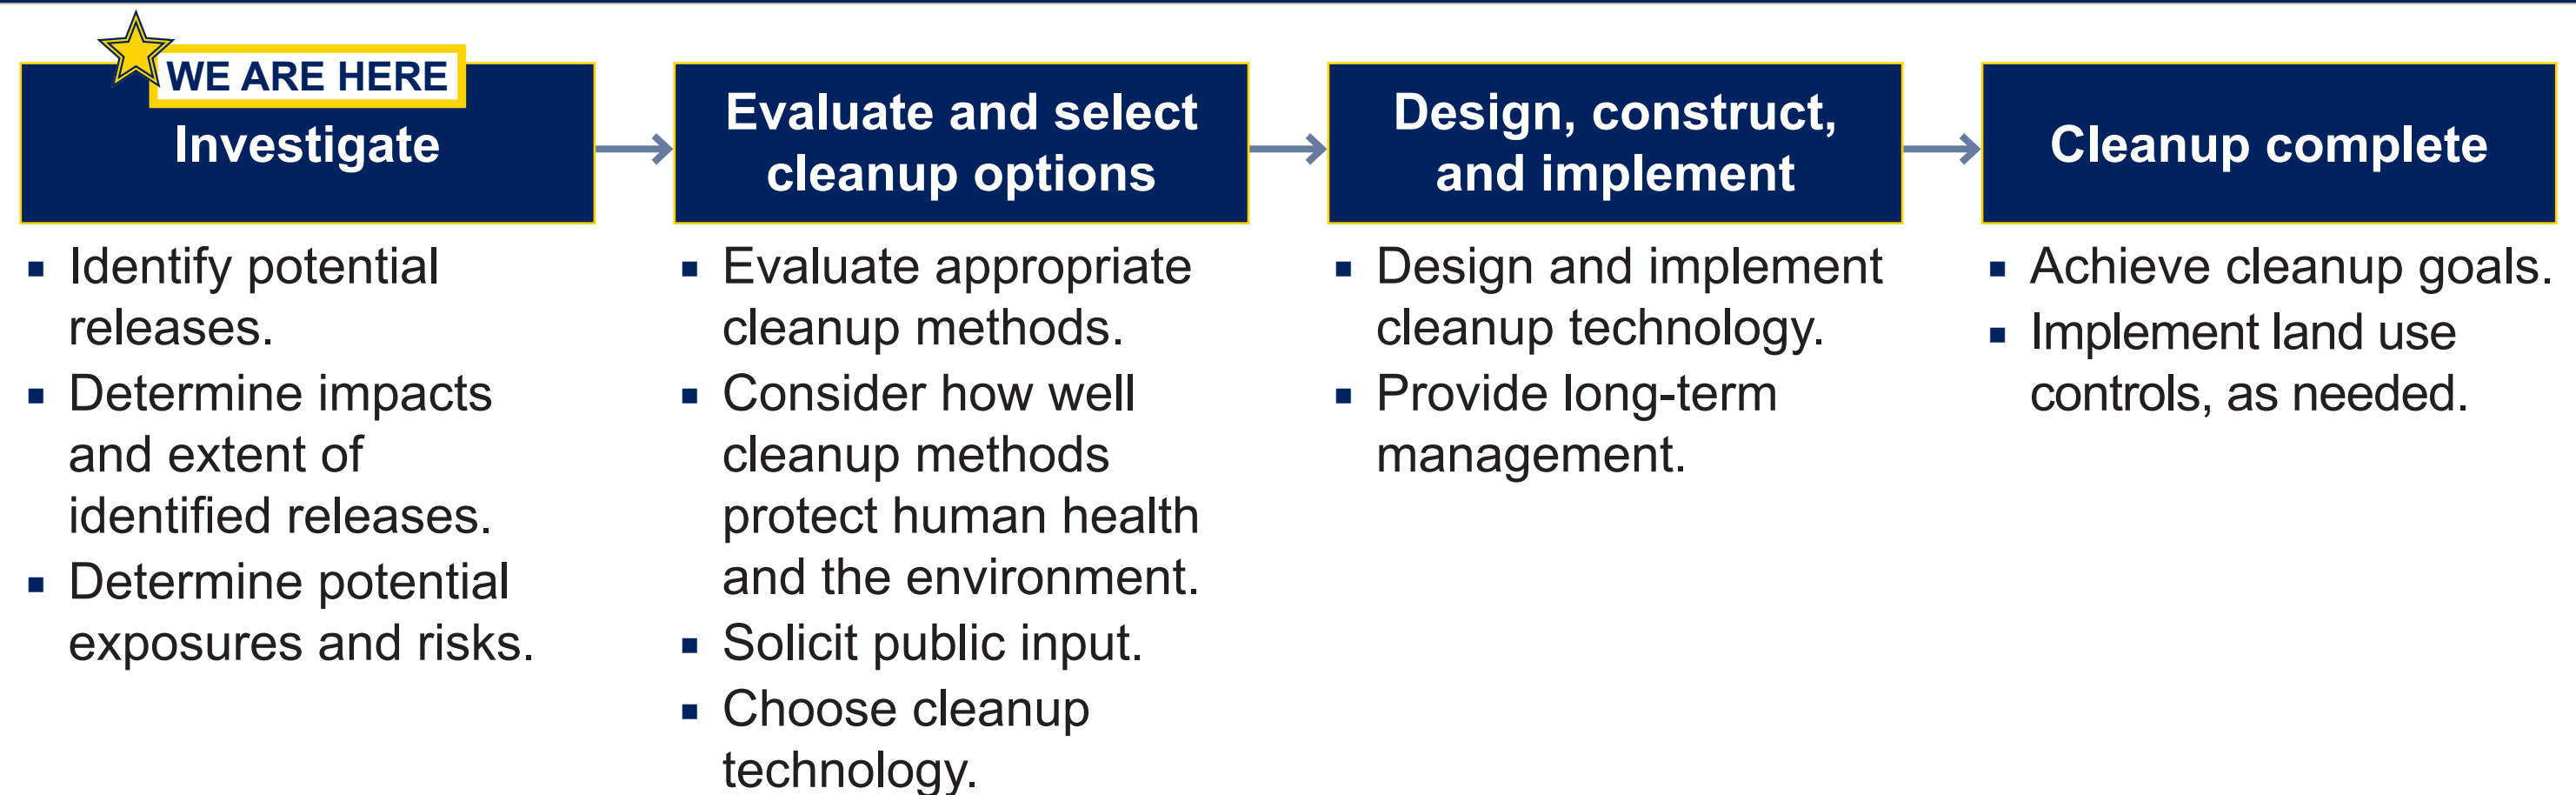 WE ARE HERE
Investigate
▪ Identify potential
releases.
▪ Determine impacts
and extent of
identified releases.
▪ Determine potential
exposures and risks.
Evaluate and select
cleanup options
▪ Evaluate appropriate
cleanup methods.
▪ Consider how well
cleanup methods
protect human health
and the environment.
▪ Solicit public input.
▪ Choose cleanup
technology.
Design, construct,
and implement
▪ Design and implement
cleanup technology.
▪ Provide long-term
management.
Cleanup complete
▪ Achieve cleanup goals.
▪ Implement land use
controls, as needed.